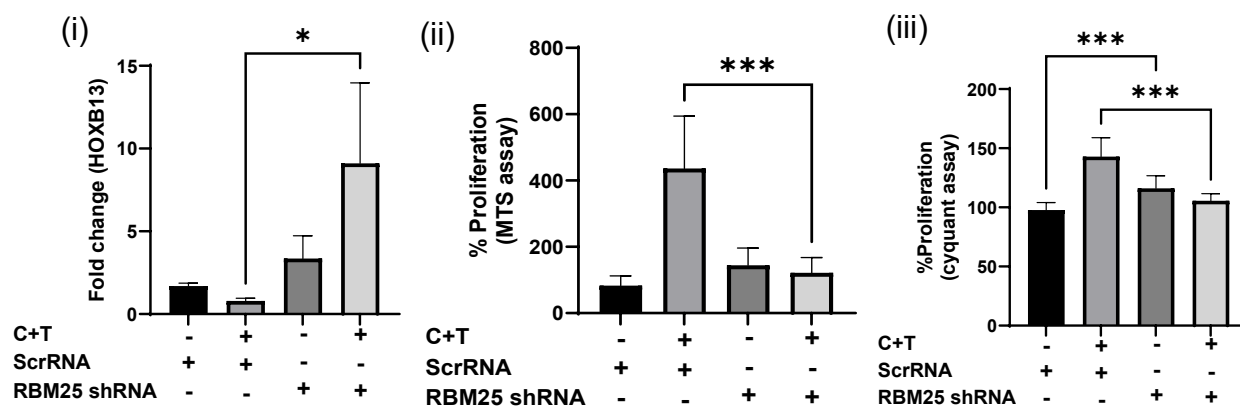 (i)
*
Fold change (HOXB13)
15
10
5
0
C+T - + - +
ScrRNA + + - -
RBM25 shRNA - - + +
(ii)
***
% Proliferation
(MTS assay)
800
600
400
200
0
C+T - + - +
ScrRNA + + - -
RBM25 shRNA - - + +
(iii)
***
***
%Proliferation
(cyquant assay)
200
150
100
50
0
C+T - + - +
ScrRNA + + - -
RBM25 shRNA - - + +